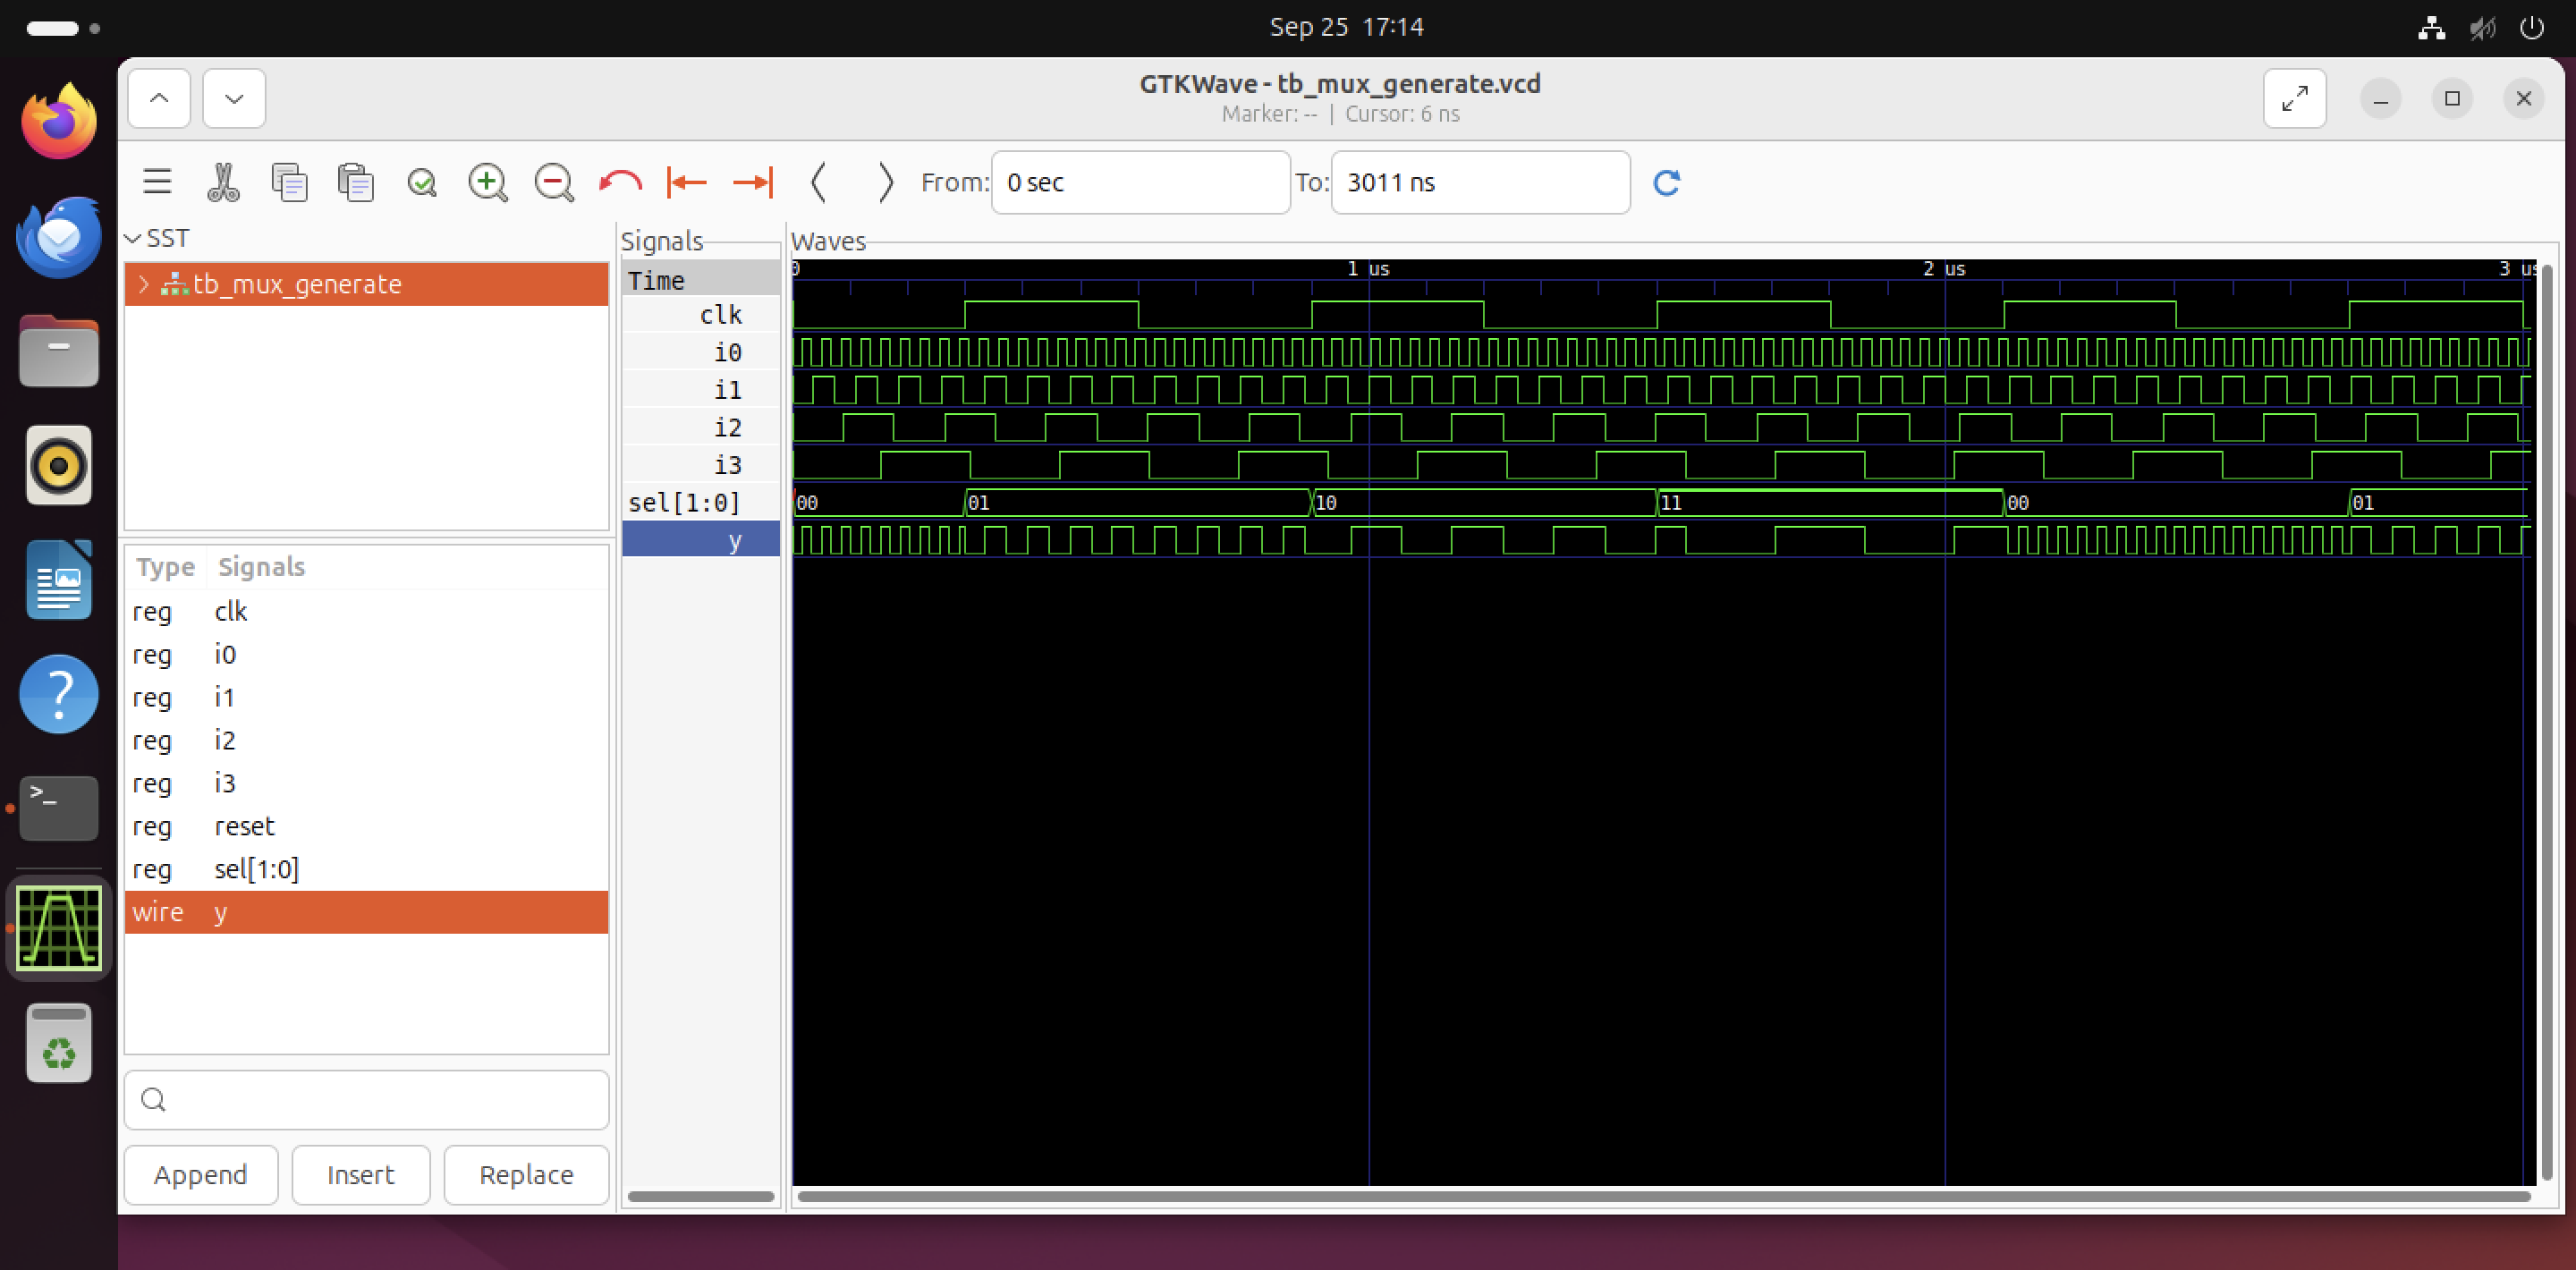 Sep 25 17:14
GTKWave - tb_mux_generate.vcd
Marker: -- | Cursor: 6 ns
From: 0 sec To: 3011 ns
SST
tb_mux_generate
Type Signals
reg clk
reg i0
reg i1
reg i2
reg i3
reg reset
reg sel[1:0]
wire y
Append Insert Replace
Signals
Time
clk
i0
i1
i2
i3
sel[1:0]
y
Waves
0 1 us 2 us 3 us
00 01 10 11 00 01